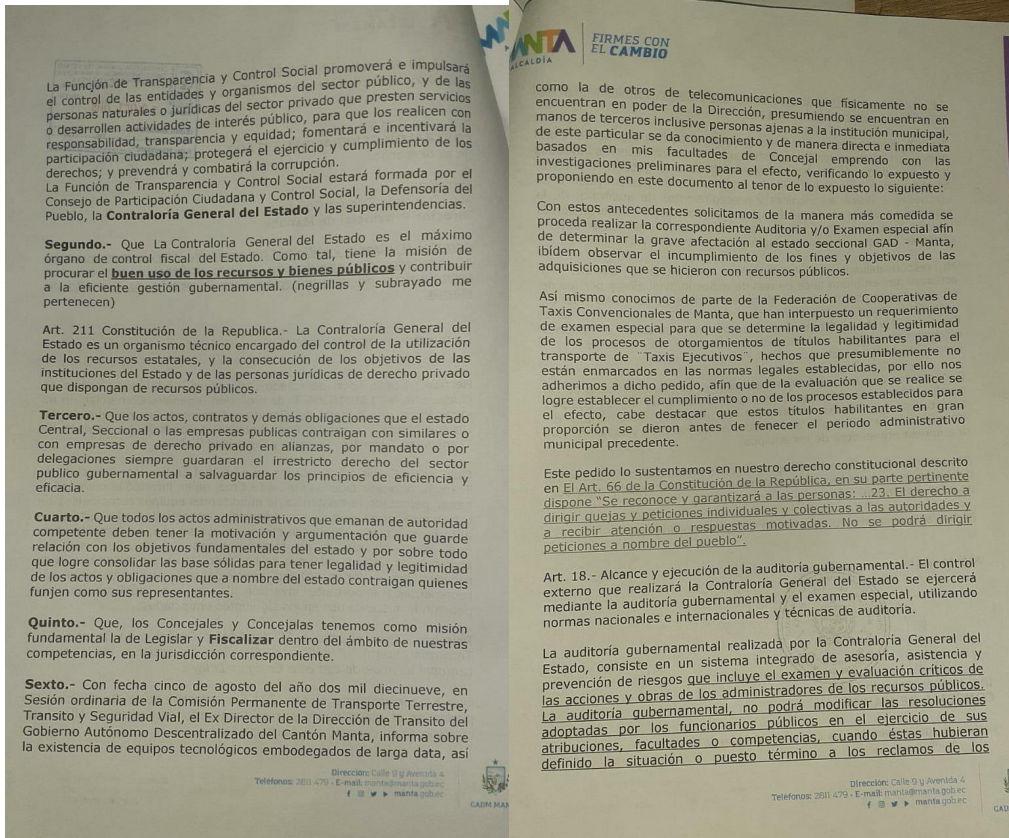 La Función de Transparencia y Control Social promoverá e impulsará
el control de las entidades y organismos del sector público, y de las
personas naturales o jurídicas del sector privado que presten servicios
o desarrollen actividades de interés público, para que los realicen con
responsabilidad, transparencia y equidad; fomentará e incentivará la
participación ciudadana; protegerá el ejercicio y cumplimiento de los
derechos; y prevendrá y combatirá la corrupción.
La Función de Transparencia y Control Social estará formada por el
Consejo de Participación Ciudadana y Control Social, la Defensoría del
Pueblo, la Contraloría General del Estado y las superintendencias.
Segundo.- Que La Contraloría General del Estado es el máximo
órgano de control fiscal del Estado. Como tal, tiene la misión de
procurar el buen uso de los recursos y bienes públicos y contribuir
a la eficiente gestión gubernamental. (negrillas y subrayado me
pertenecen)
Art. 211 Constitución de la Republica.- La Contraloría General del
Estado es un organismo técnico encargado del control de la utilización
de los recursos estatales, y la consecución de los objetivos de las
instituciones del Estado y de las personas jurídicas de derecho privado
que dispongan de recursos públicos.
Tercero.- Que los actos, contratos y demás obligaciones que el estado
Central, Seccional o las empresas publicas contraigan con similares o
con empresas de derecho privado en alianzas, por mandato o por
delegaciones siempre guardaran el irrestricto derecho del sector
publico gubernamental a salvaguardar los principios de eficiencia y
eficacia.
Cuarto.- Que todos los actos administrativos que emanan de autoridad
competente deben tener la motivación y argumentación que guarde
relación con los objetivos fundamentales del estado y por sobre todo
que logre consolidar las base sólidas para tener legalidad y legitimidad
de los actos y obligaciones que a nombre del estado contraigan quienes
funjen como sus representantes.
Quinto.- Que, los Concejales y Concejalas tenemos como misión
fundamental la de Legislar y Fiscalizar dentro del ámbito de nuestras
competencias, en la jurisdicción correspondiente.
Sexto.- Con fecha cinco de agosto del año dos mil diecinueve, en
Sesión ordinaria de la Comisión Permanente de Transporte Terrestre,
Transito y Seguridad Vial, el Ex Director de la Dirección de Transito del
Gobierno Autónomo Descentralizado del Cantón Manta, informa sobre
la existencia de equipos tecnológicos embodegados de larga data, así
Dirección: Calle 9 y Avenida 4
Teléfonos: 2611 479 - E-mail: manta@manta.gob.ec
manta.gob.ec
GADM MAN
MANTA
ALCALDÍA
FIRMES CON
EL CAMBIO
como la de otros de telecomunicaciones que físicamente no se
encuentran en poder de la Dirección, presumiendo se encuentran en
manos de terceros inclusive personas ajenas a la institución municipal,
de este particular se da conocimiento y de manera directa e inmediata
basados en mis facultades de Concejal emprendo con las
investigaciones preliminares para el efecto, verificando lo expuesto y
proponiendo en este documento al tenor de lo expuesto lo siguiente:
Con estos antecedentes solicitamos de la manera más comedida se
proceda realizar la correspondiente Auditoria y/o Examen especial afín
de determinar la grave afectación al estado seccional GAD - Manta,
ibídem observar el incumplimiento de los fines y objetivos de las
adquisiciones que se hicieron con recursos públicos.
Así mismo conocimos de parte de la Federación de Cooperativas de
Taxis Convencionales de Manta, que han interpuesto un requerimiento
de examen especial para que se determine la legalidad y legitimidad
de los procesos de otorgamientos de títulos habilitantes para el
transporte de ¨Taxis Ejecutivos¨, hechos que presumiblemente no
están enmarcados en las normas legales establecidas, por ello nos
adherimos a dicho pedido, afín que de la evaluación que se realice se
logre establecer el cumplimiento o no de los procesos establecidos para
el efecto, cabe destacar que estos títulos habilitantes en gran
proporción se dieron antes de fenecer el periodo administrativo
municipal precedente.
Este pedido lo sustentamos en nuestro derecho constitucional descrito
en El Art. 66 de la Constitución de la República, en su parte pertinente
dispone "Se reconoce y garantizará a las personas: ...23. El derecho a
dirigir quejas y peticiones individuales y colectivas a las autoridades y
a recibir atención o respuestas motivadas. No se podrá dirigir
peticiones a nombre del pueblo".
Art. 18.- Alcance y ejecución de la auditoría gubernamental.- El control
externo que realizará la Contraloría General del Estado se ejercerá
mediante la auditoría gubernamental y el examen especial, utilizando
normas nacionales e internacionales y técnicas de auditoría.
La auditoría gubernamental realizada por la Contraloría General del
Estado, consiste en un sistema integrado de asesoría, asistencia y
prevención de riesgos que incluye el examen y evaluación críticos de
las acciones y obras de los administradores de los recursos públicos.
La auditoría gubernamental, no podrá modificar las resoluciones
adoptadas por los funcionarios públicos en el ejercicio de sus
atribuciones, facultades o competencias, cuando éstas hubieran
definido la situación o puesto término a los reclamos de los
Dirección: Calle 9 y Avenida 4
Teléfonos: 2611 479 - E-mail: manta@manta.gob.ec
manta.gob.ec
GAD